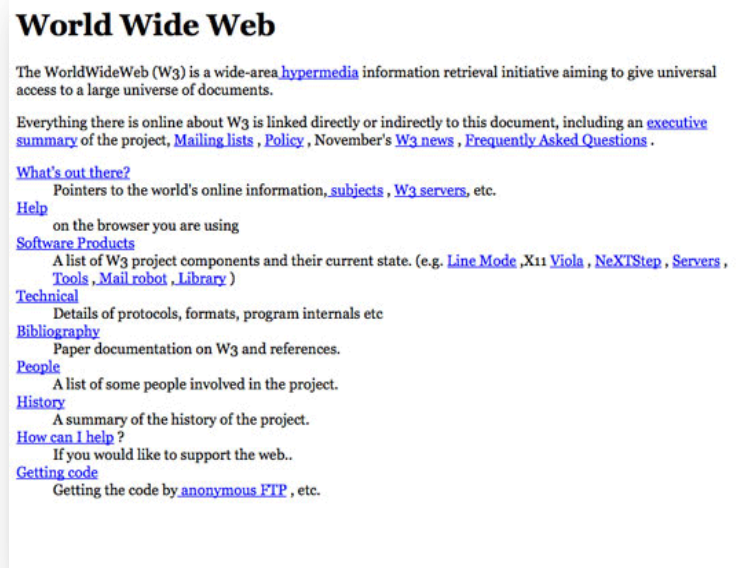 World Wide Web
The WorldWideWeb (W3) is a wide-area hypermedia information retrieval initiative aiming to give universal
access to a large universe of documents.
Everything there is online about W3 is linked directly or indirectly to this document, including an executive
summary of the project, Mailing lists , Policy , November's W3 news , Frequently Asked Questions .
What's out there?
Pointers to the world's online information, subjects , W3 servers, etc.
Help
on the browser you are using
Software Products
A list of W3 project components and their current state. (e.g. Line Mode ,X11 Viola , NeXTStep , Servers ,
Tools , Mail robot , Library )
Technical
Details of protocols, formats, program internals etc
Bibliography
Paper documentation on W3 and references.
People
A list of some people involved in the project.
History
A summary of the history of the project.
How can I help ?
If you would like to support the web..
Getting code
Getting the code by anonymous FTP , etc.